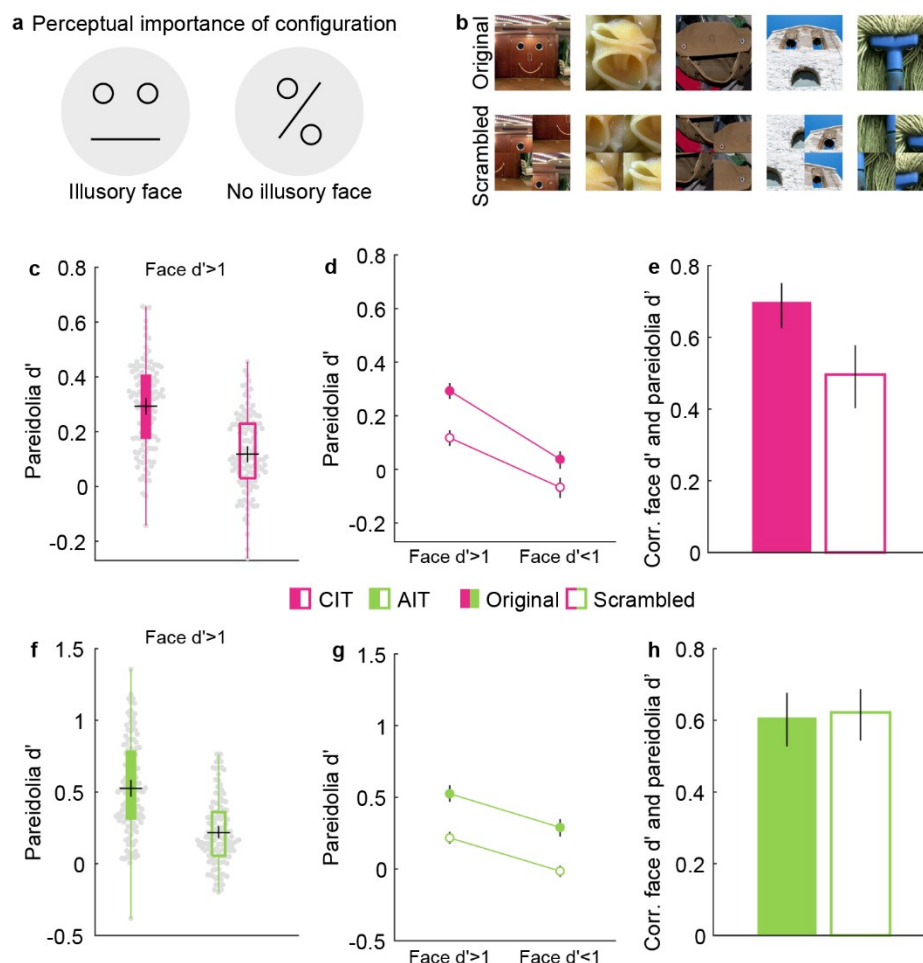 a Perceptual importance of configuration
Illusory face
No illusory face
b
Original
Scrambled
c
Face d'>1
Pareidolia d'
0.8
0.6
0.4
0.2
0
-0.2
d
Pareidolia d'
0.8
0.6
0.4
0.2
0
-0.2
Face d'>1 Face d'<1
e
Corr. face d' and pareidolia d'
0.8
0.6
0.4
0.2
0
CIT AIT Original Scrambled
f
Face d'>1
Pareidolia d'
1.5
1
0.5
0
-0.5
g
Pareidolia d'
1.5
1
0.5
0
-0.5
Face d'>1 Face d'<1
h
Corr. face d' and pareidolia d'
0.8
0.6
0.4
0.2
0